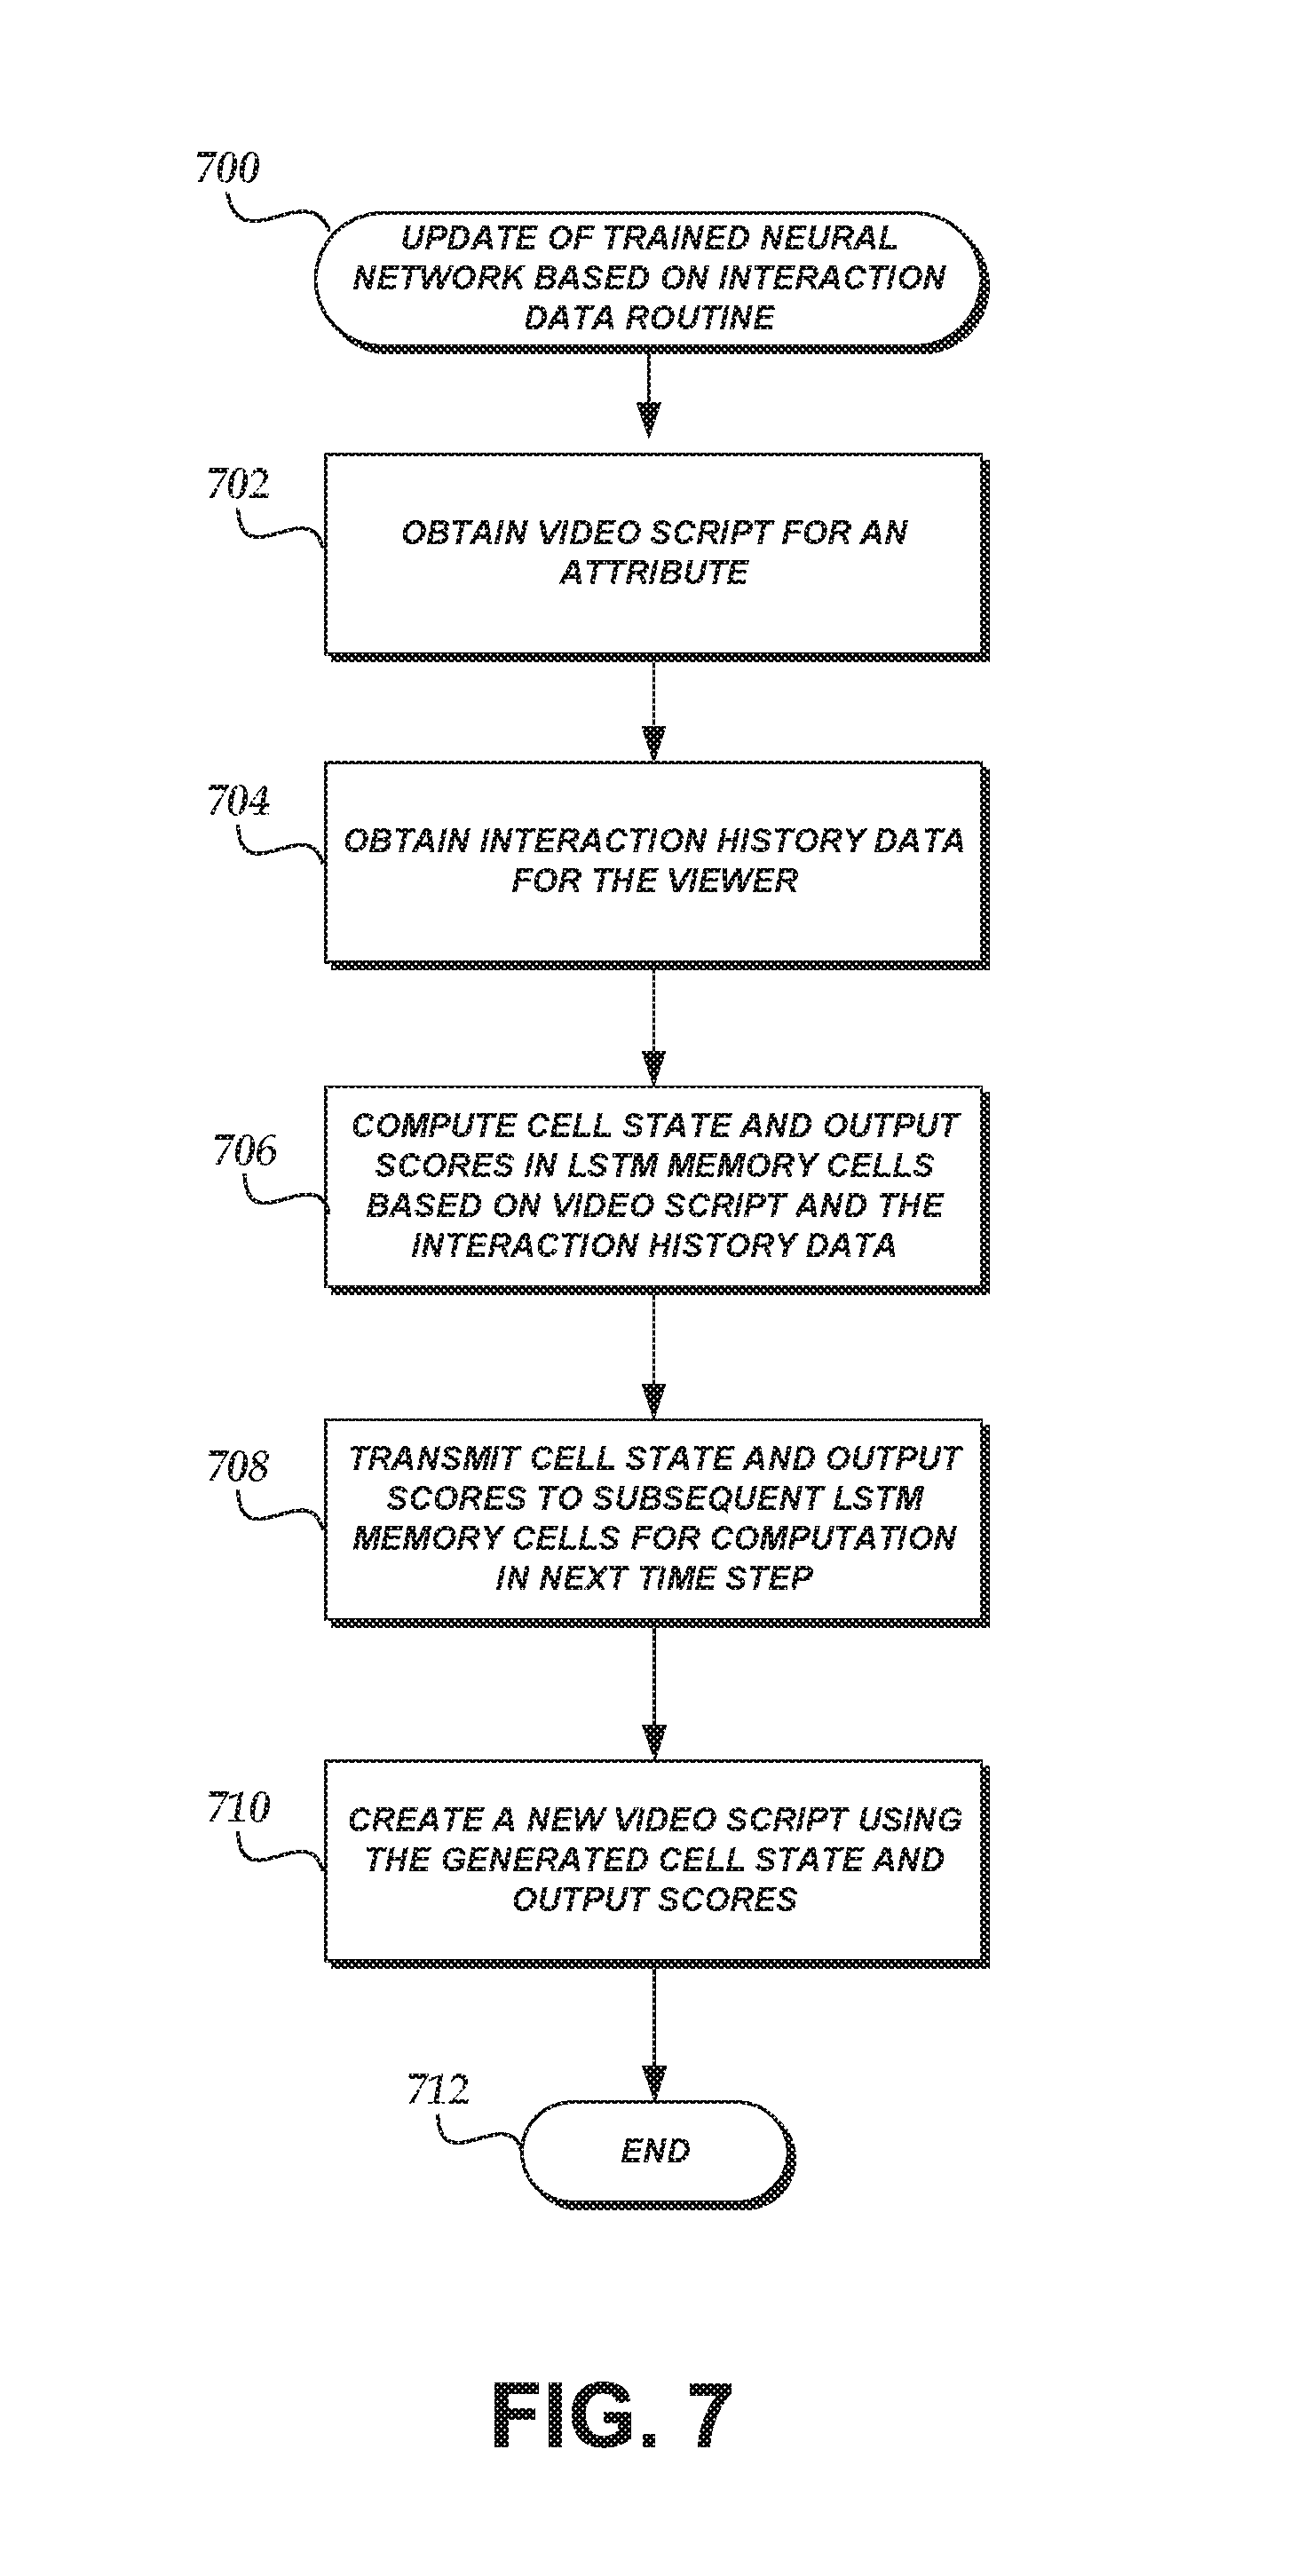 700
UPDATE OF TRAINED NEURAL
NETWORK BASED ON INTERACTION
DATA ROUTINE
702
OBTAIN VIDEO SCRIPT FOR AN
ATTRIBUTE
704
OBTAIN INTERACTION HISTORY DATA
FOR THE VIEWER
706
COMPUTE CELL STATE AND OUTPUT
SCORES IN LSTM MEMORY CELLS
BASED ON VIDEO SCRIPT AND THE
INTERACTION HISTORY DATA
708
TRANSMIT CELL STATE AND OUTPUT
SCORES TO SUBSEQUENT LSTM
MEMORY CELLS FOR COMPUTATION
IN NEXT TIME STEP
710
CREATE A NEW VIDEO SCRIPT USING
THE GENERATED CELL STATE AND
OUTPUT SCORES
712
END
FIG. 7